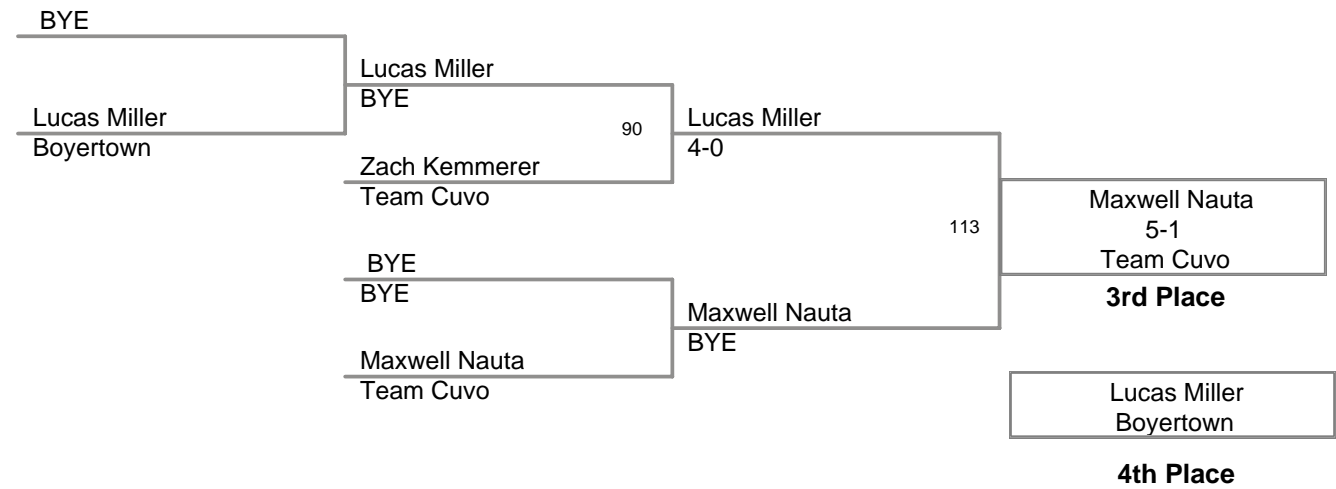 BYE
Lucas Miller
Boyertown
Lucas Miller
BYE
90
Zach Kemmerer
Team Cuvo
BYE
BYE
Maxwell Nauta
Team Cuvo
Lucas Miller
4-0
113
Maxwell Nauta
BYE
Maxwell Nauta
5-1
Team Cuvo
3rd Place
Lucas Miller
Boyertown
4th Place